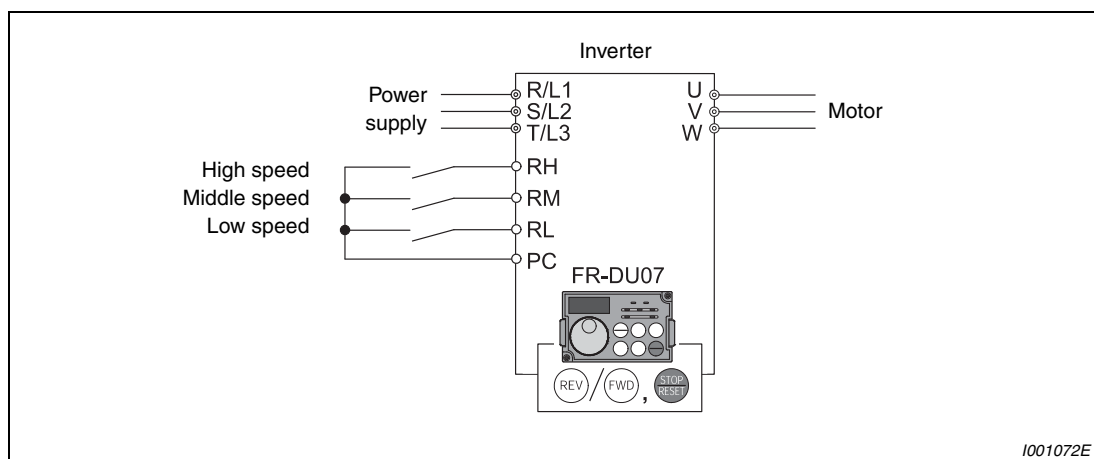 Inverter
Power supply
R/L1
S/L2
T/L3
U
V
W
Motor
High speed
Middle speed
Low speed
RH
RM
RL
PC
FR-DU07
REV / FWD , STOP RESET
I001072E